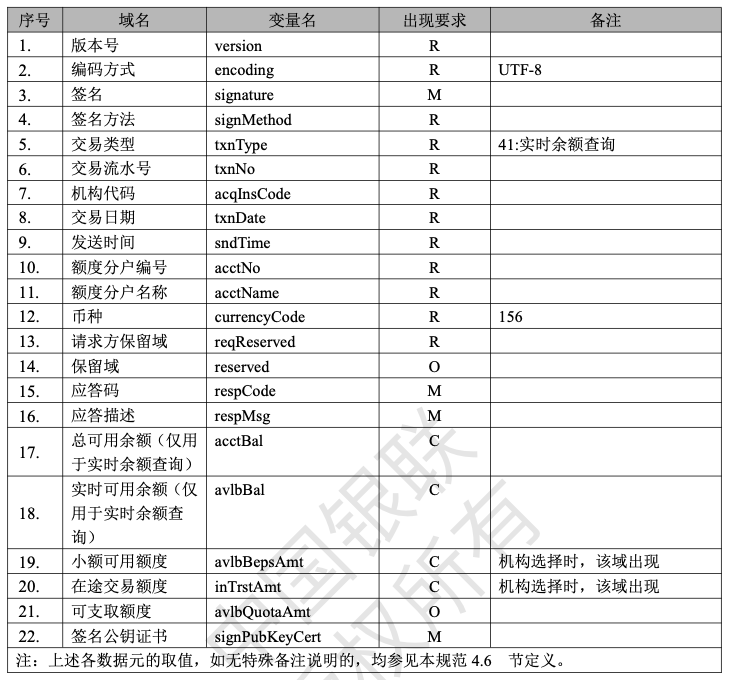 序号 域名 变量名 出现要求 备注
1. 版本号 version R
2. 编码方式 encoding R UTF-8
3. 签名 signature M
4. 签名方法 signMethod R
5. 交易类型 txnType R 41:实时余额查询
6. 交易流水号 txnNo R
7. 机构代码 acqInsCode R
8. 交易日期 txnDate R
9. 发送时间 sndTime R
10. 额度分户编号 acctNo R
11. 额度分户名称 acctName R
12. 币种 currencyCode R 156
13. 请求方保留域 reqReserved R
14. 保留域 reserved O
15. 应答码 respCode M
16. 应答描述 respMsg M
17. 总可用余额（仅用 acctBal C
于实时余额查询）
18. 实时可用余额（仅 avlbBal C
用于实时余额查
询）
19. 小额可用额度 avlbBepsAmt C 机构选择时，该域出现
20. 在途交易额度 inTrstAmt C 机构选择时，该域出现
21. 可支取额度 avlbQuotaAmt O
22. 签名公钥证书 signPubKeyCert M
注：上述各数据元的取值，如无特殊备注说明的，均参见本规范 4.6 节定义。
中国银联
版权所有